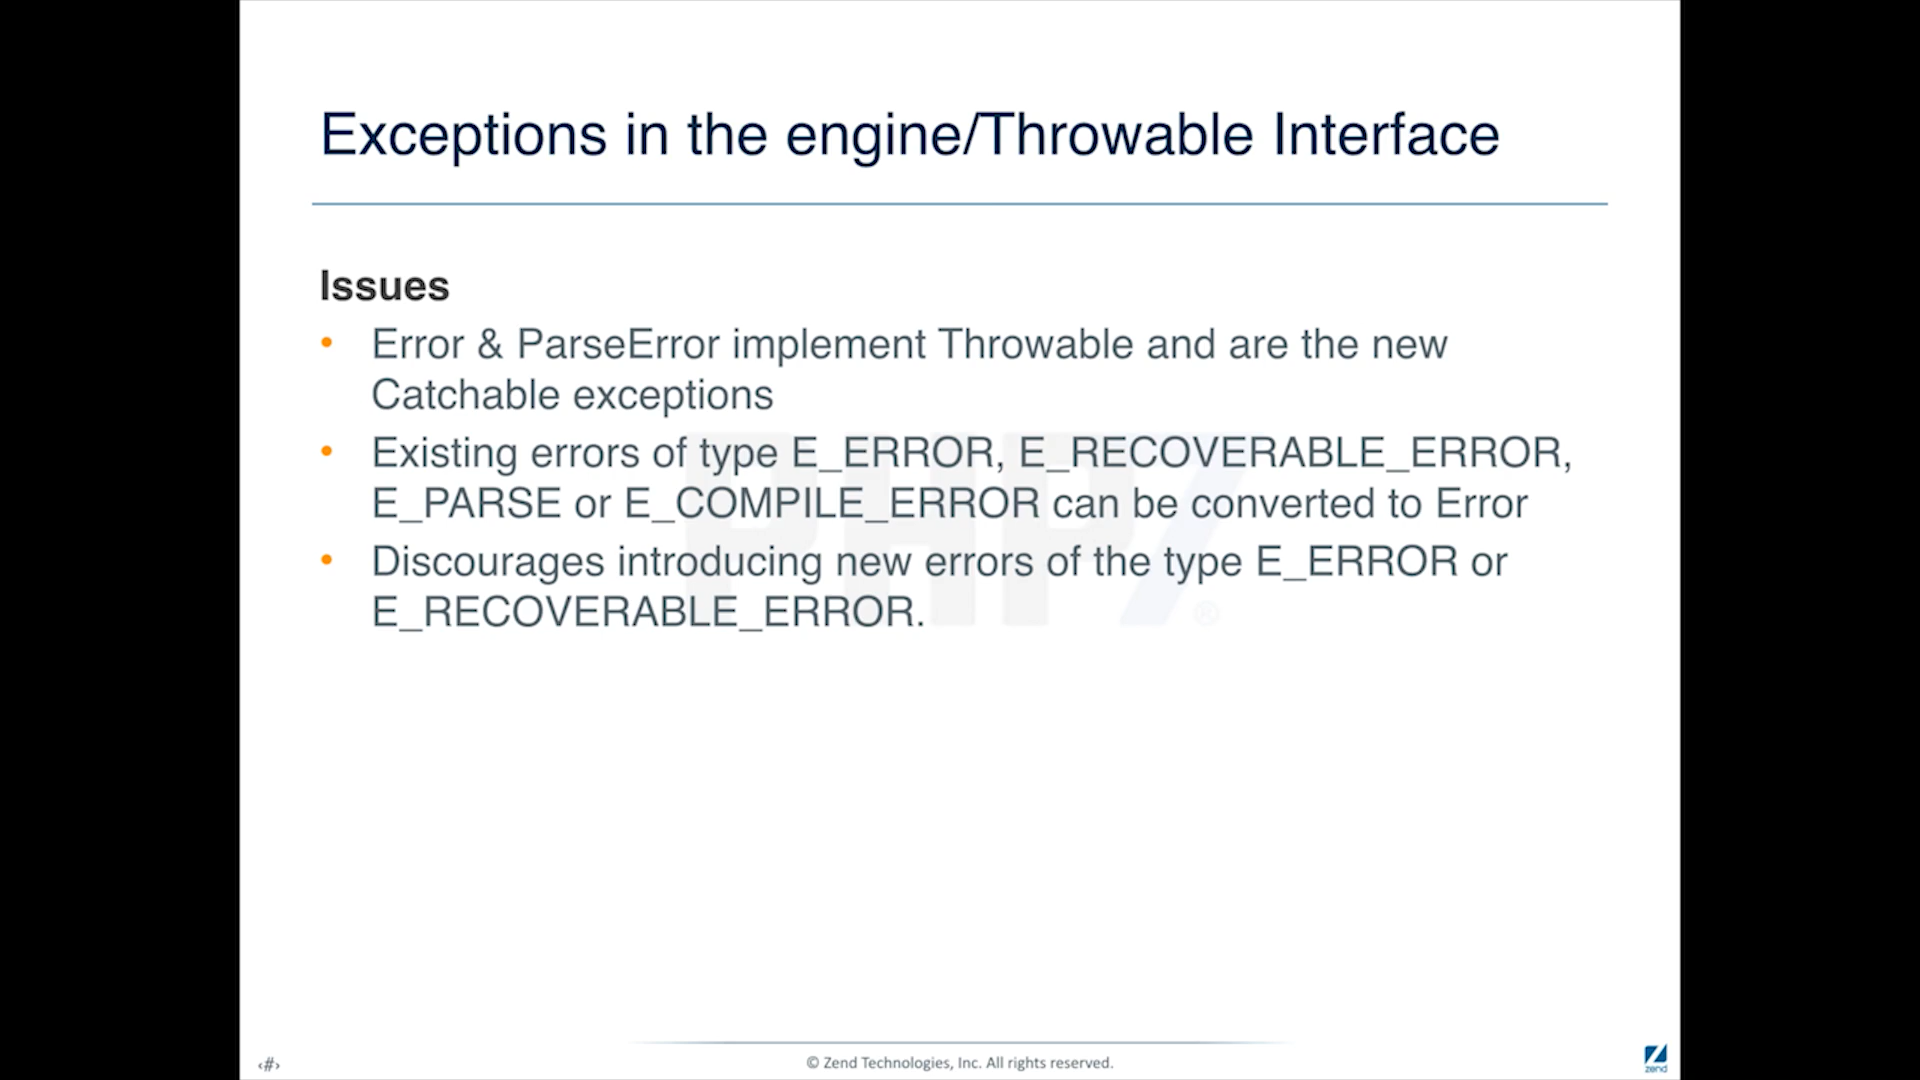 Exceptions in the engine/Throwable Interface
Issues
• Error & ParseError implement Throwable and are the new
Catchable exceptions
• Existing errors of type E_ERROR, E_RECOVERABLE_ERROR,
E_PARSE or E_COMPILE_ERROR can be converted to Error
• Discourages introducing new errors of the type E_ERROR or
E_RECOVERABLE_ERROR.
PHP7®
‹#›
© Zend Technologies, Inc. All rights reserved.
zend